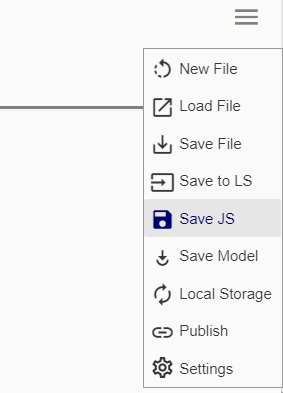 New File
Load File
Save File
Save to LS
Save JS
Save Model
Local Storage
Publish
Settings